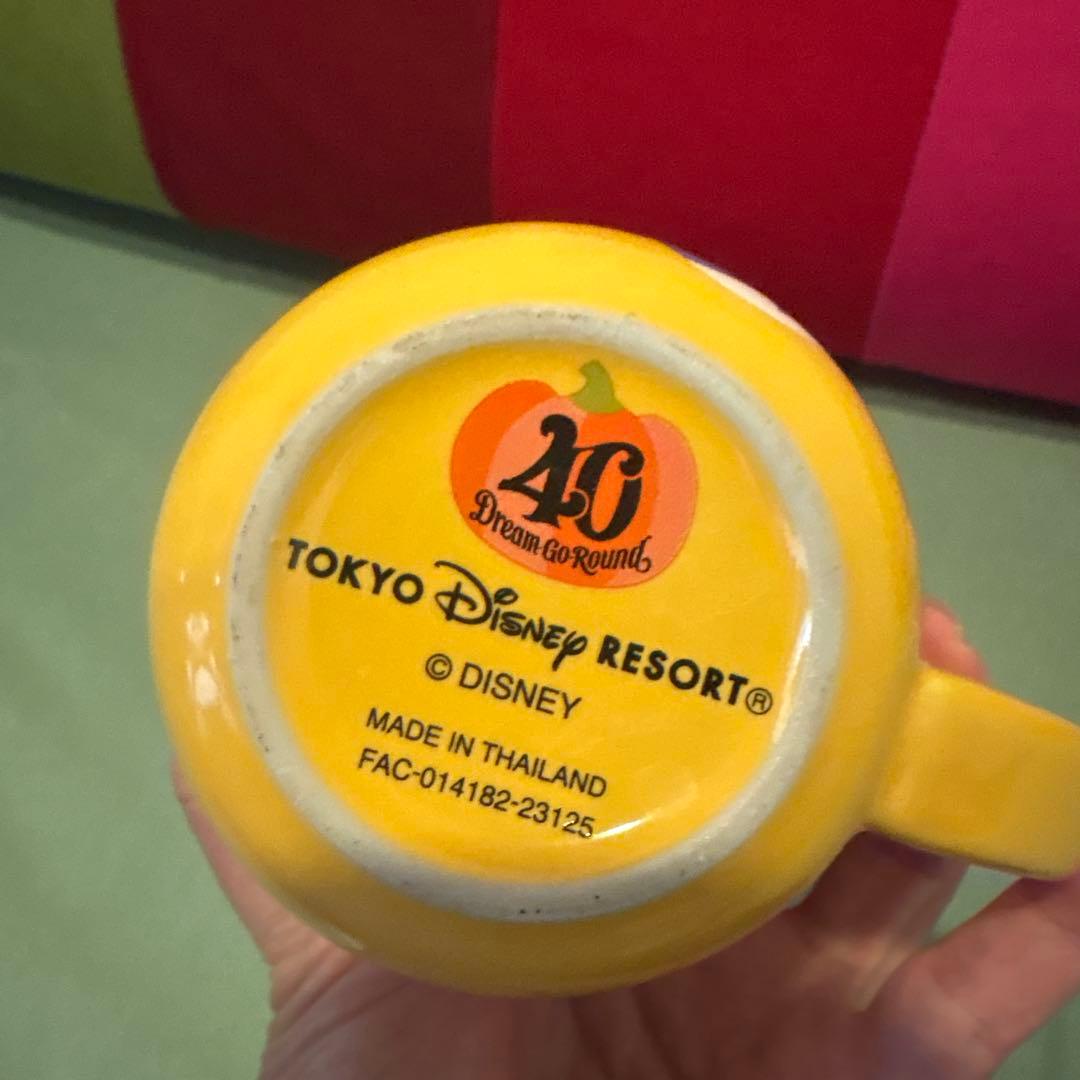 40
Dream-Go-Round
TOKYO Disney RESORT®
© DISNEY
MADE IN THAILAND
FAC-014182-23125